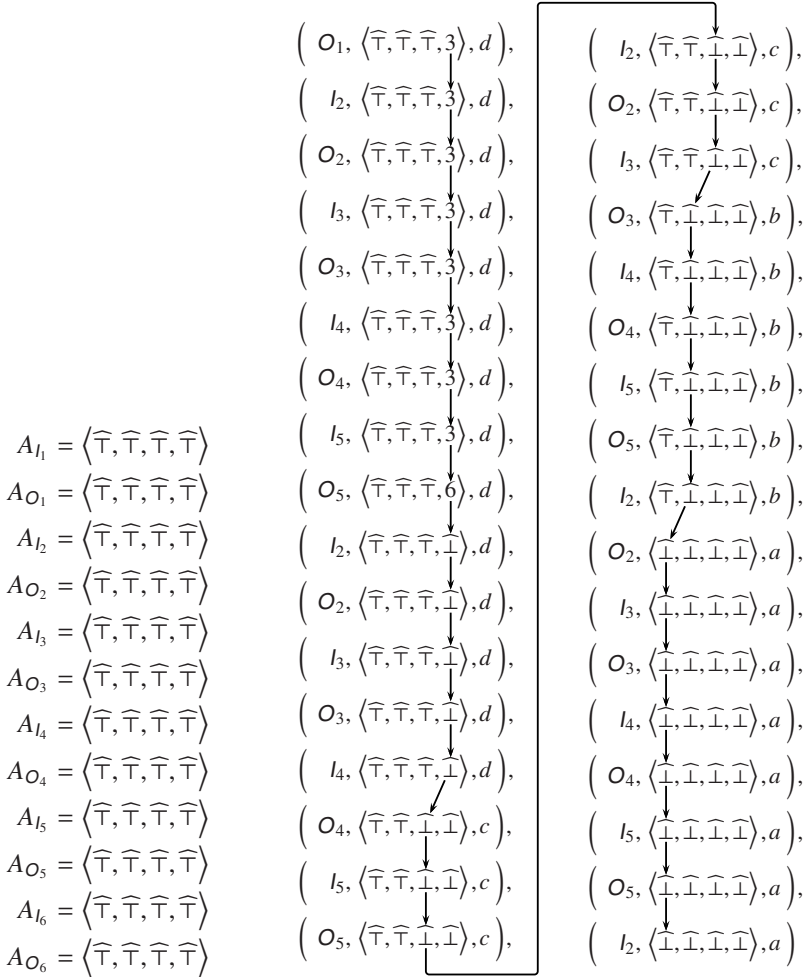 A_{I_1} = ⟨⊤̂, ⊤̂, ⊤̂, ⊤̂⟩
A_{O_1} = ⟨⊤̂, ⊤̂, ⊤̂, ⊤̂⟩
A_{I_2} = ⟨⊤̂, ⊤̂, ⊤̂, ⊤̂⟩
A_{O_2} = ⟨⊤̂, ⊤̂, ⊤̂, ⊤̂⟩
A_{I_3} = ⟨⊤̂, ⊤̂, ⊤̂, ⊤̂⟩
A_{O_3} = ⟨⊤̂, ⊤̂, ⊤̂, ⊤̂⟩
A_{I_4} = ⟨⊤̂, ⊤̂, ⊤̂, ⊤̂⟩
A_{O_4} = ⟨⊤̂, ⊤̂, ⊤̂, ⊤̂⟩
A_{I_5} = ⟨⊤̂, ⊤̂, ⊤̂, ⊤̂⟩
A_{O_5} = ⟨⊤̂, ⊤̂, ⊤̂, ⊤̂⟩
A_{I_6} = ⟨⊤̂, ⊤̂, ⊤̂, ⊤̂⟩
A_{O_6} = ⟨⊤̂, ⊤̂, ⊤̂, ⊤̂⟩
(O_1, ⟨⊤̂, ⊤̂, ⊤̂, 3⟩, d),
(I_2, ⟨⊤̂, ⊤̂, ⊤̂, 3⟩, d),
(O_2, ⟨⊤̂, ⊤̂, ⊤̂, 3⟩, d),
(I_3, ⟨⊤̂, ⊤̂, ⊤̂, 3⟩, d),
(O_3, ⟨⊤̂, ⊤̂, ⊤̂, 3⟩, d),
(I_4, ⟨⊤̂, ⊤̂, ⊤̂, 3⟩, d),
(O_4, ⟨⊤̂, ⊤̂, ⊤̂, 3⟩, d),
(I_5, ⟨⊤̂, ⊤̂, ⊤̂, 3⟩, d),
(O_5, ⟨⊤̂, ⊤̂, ⊤̂, 6⟩, d),
(I_2, ⟨⊤̂, ⊤̂, ⊤̂, ⊥̂⟩, d),
(O_2, ⟨⊤̂, ⊤̂, ⊤̂, ⊥̂⟩, d),
(I_3, ⟨⊤̂, ⊤̂, ⊤̂, ⊥̂⟩, d),
(O_3, ⟨⊤̂, ⊤̂, ⊤̂, ⊥̂⟩, d),
(I_4, ⟨⊤̂, ⊤̂, ⊤̂, ⊥̂⟩, d),
(O_4, ⟨⊤̂, ⊤̂, ⊥̂, ⊥̂⟩, c),
(I_5, ⟨⊤̂, ⊤̂, ⊥̂, ⊥̂⟩, c),
(O_5, ⟨⊤̂, ⊤̂, ⊥̂, ⊥̂⟩, c),
(I_2, ⟨⊤̂, ⊤̂, ⊥̂, ⊥̂⟩, c),
(O_2, ⟨⊤̂, ⊤̂, ⊥̂, ⊥̂⟩, c),
(I_3, ⟨⊤̂, ⊤̂, ⊥̂, ⊥̂⟩, c),
(O_3, ⟨⊤̂, ⊥̂, ⊥̂, ⊥̂⟩, b),
(I_4, ⟨⊤̂, ⊥̂, ⊥̂, ⊥̂⟩, b),
(O_4, ⟨⊤̂, ⊥̂, ⊥̂, ⊥̂⟩, b),
(I_5, ⟨⊤̂, ⊥̂, ⊥̂, ⊥̂⟩, b),
(O_5, ⟨⊤̂, ⊥̂, ⊥̂, ⊥̂⟩, b),
(I_2, ⟨⊤̂, ⊥̂, ⊥̂, ⊥̂⟩, b),
(O_2, ⟨⊥̂, ⊥̂, ⊥̂, ⊥̂⟩, a),
(I_3, ⟨⊥̂, ⊥̂, ⊥̂, ⊥̂⟩, a),
(O_3, ⟨⊥̂, ⊥̂, ⊥̂, ⊥̂⟩, a),
(I_4, ⟨⊥̂, ⊥̂, ⊥̂, ⊥̂⟩, a),
(O_4, ⟨⊥̂, ⊥̂, ⊥̂, ⊥̂⟩, a),
(I_5, ⟨⊥̂, ⊥̂, ⊥̂, ⊥̂⟩, a),
(O_5, ⟨⊥̂, ⊥̂, ⊥̂, ⊥̂⟩, a),
(I_2, ⟨⊥̂, ⊥̂, ⊥̂, ⊥̂⟩, a)